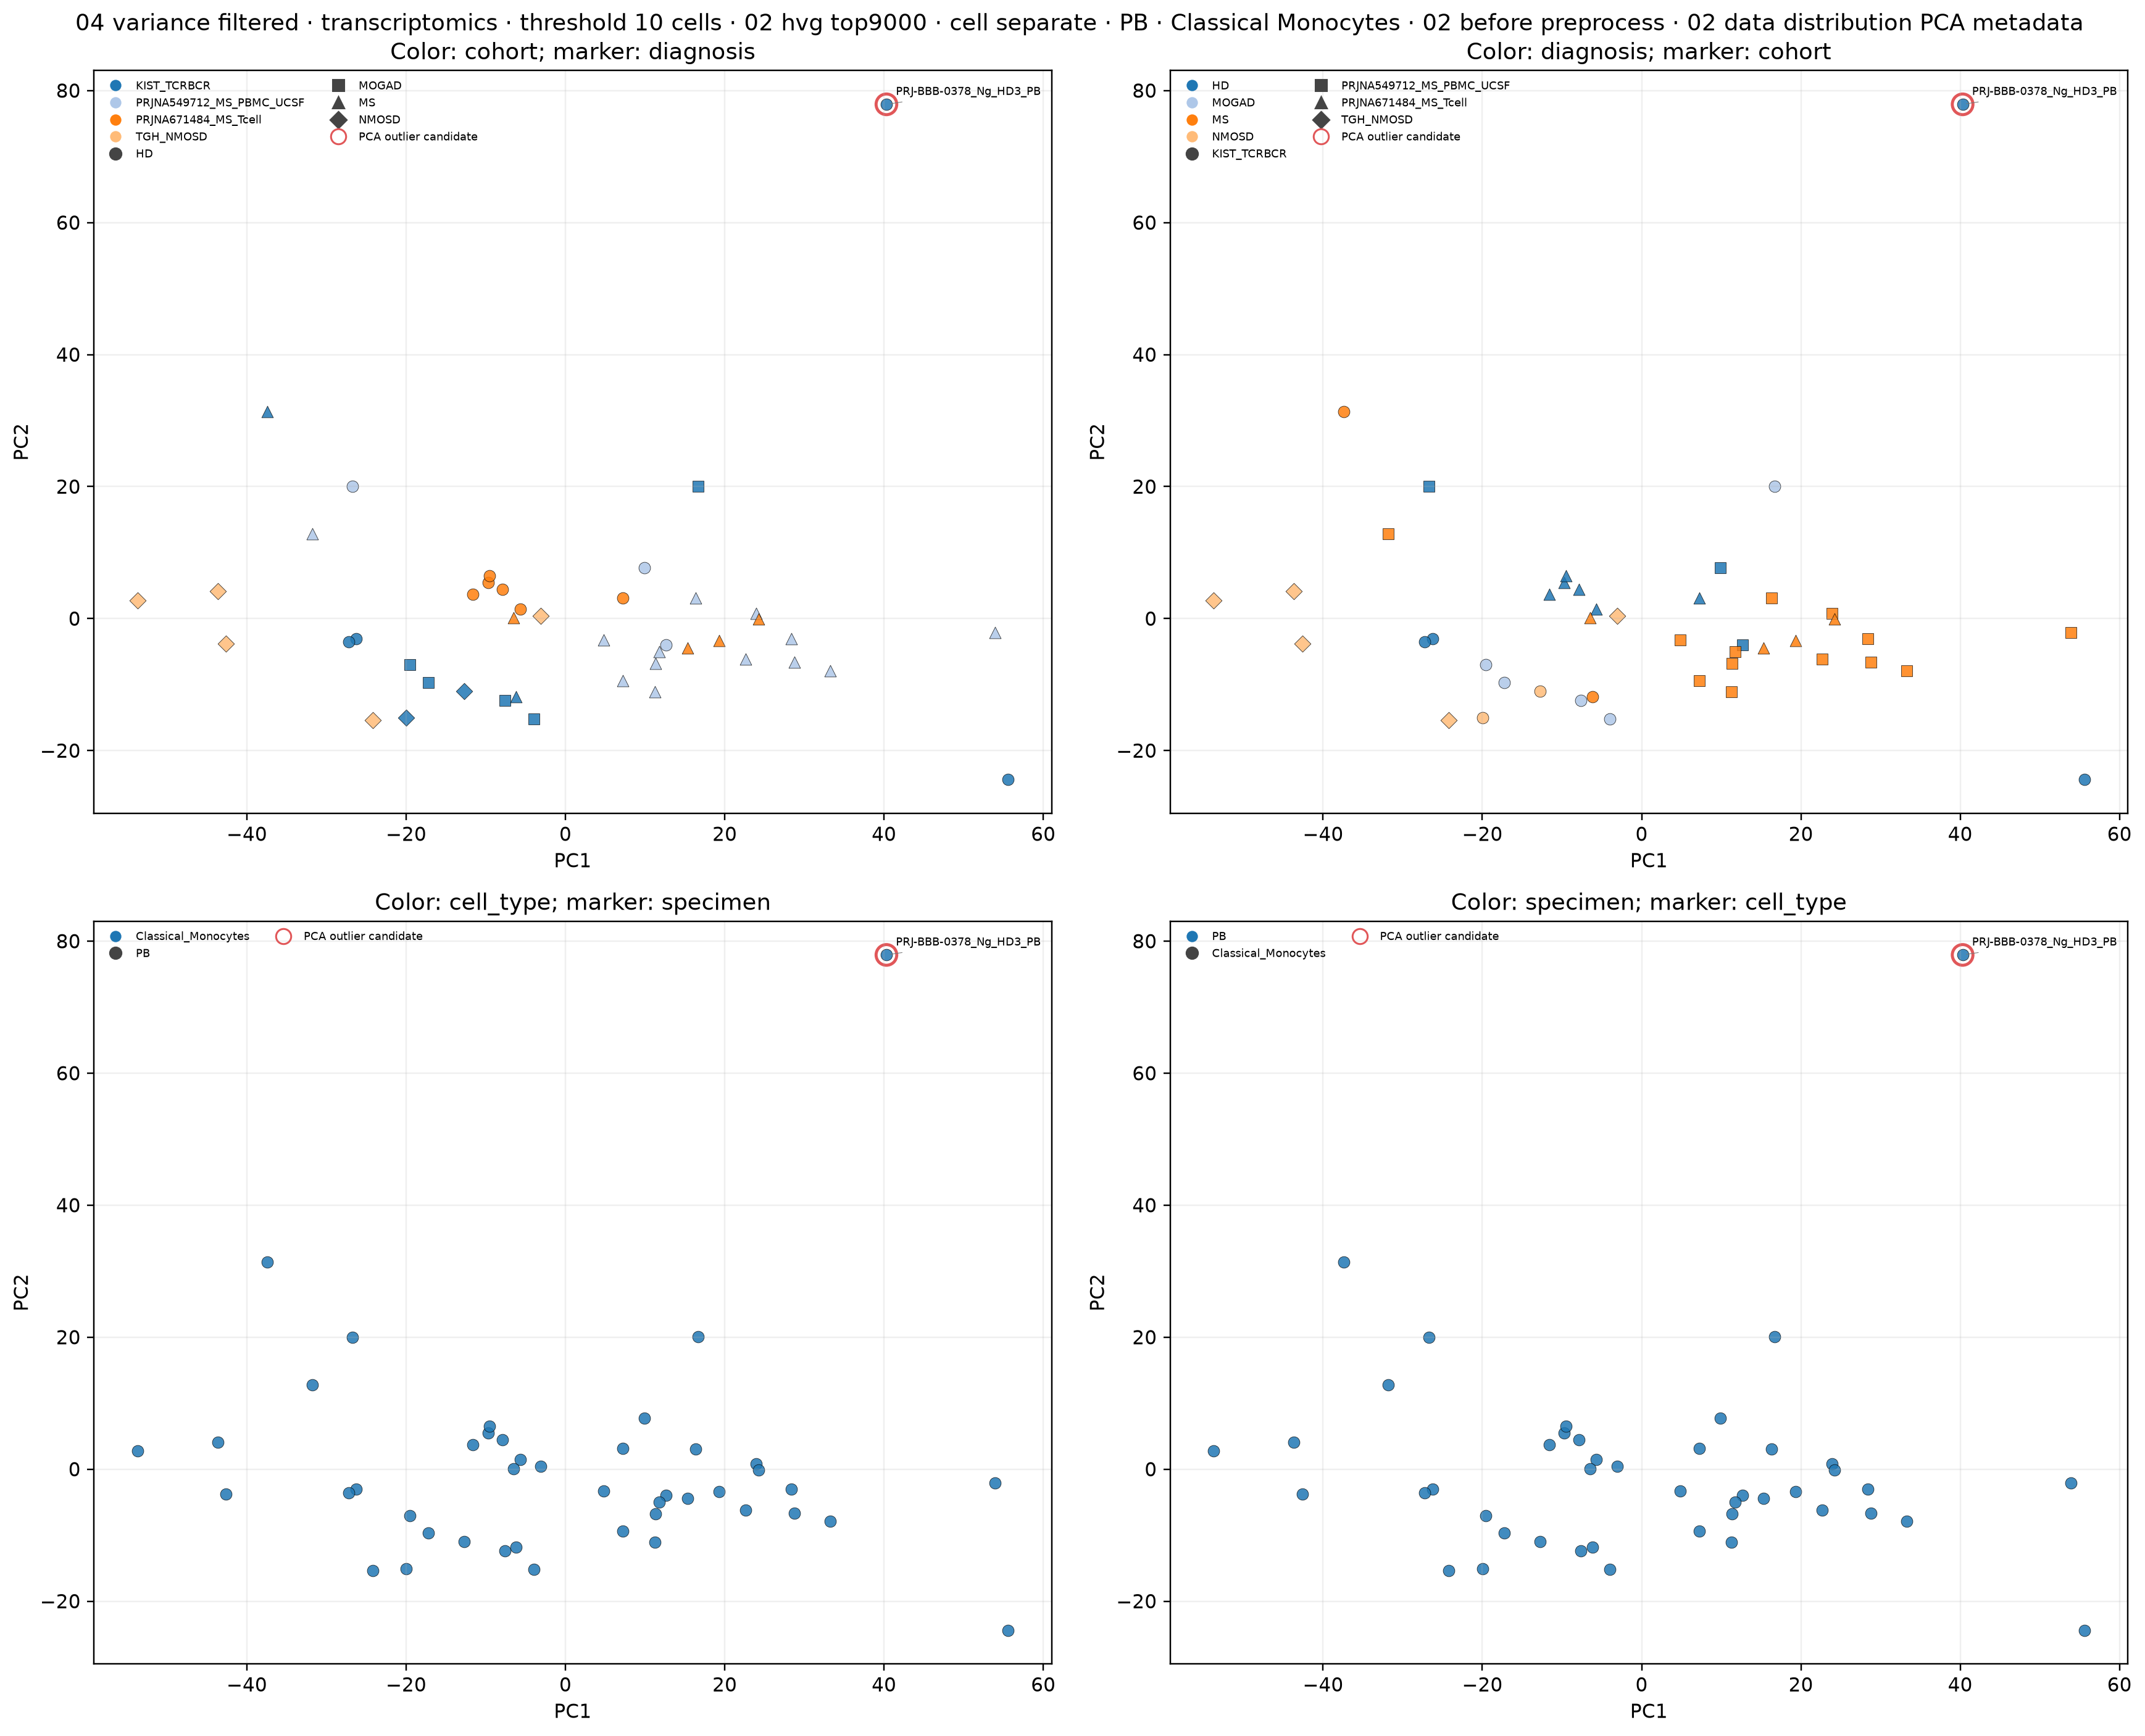 04 variance filtered · transcriptomics · threshold 10 cells · 02 hvg top9000 · cell separate · PB · Classical Monocytes · 02 before preprocess · 02 data distribution PCA metadata
Color: cohort; marker: diagnosis
KIST_TCRBCR
PRJNA549712_MS_PBMC_UCSF
PRJNA671484_MS_Tcell
TGH_NMOSD
HD
MOGAD
MS
NMOSD
PCA outlier candidate
PRJ-BBB-0378_Ng_HD3_PB
80
60
40
20
0
−20
PC2
−40
−20
0
20
40
60
PC1
Color: diagnosis; marker: cohort
HD
MOGAD
MS
NMOSD
KIST_TCRBCR
PRJNA549712_MS_PBMC_UCSF
PRJNA671484_MS_Tcell
TGH_NMOSD
PCA outlier candidate
PRJ-BBB-0378_Ng_HD3_PB
80
60
40
20
0
−20
PC2
−40
−20
0
20
40
60
PC1
Color: cell_type; marker: specimen
Classical_Monocytes
PB
PCA outlier candidate
PRJ-BBB-0378_Ng_HD3_PB
80
60
40
20
0
−20
PC2
−40
−20
0
20
40
60
PC1
Color: specimen; marker: cell_type
PB
Classical_Monocytes
PCA outlier candidate
PRJ-BBB-0378_Ng_HD3_PB
80
60
40
20
0
−20
PC2
−40
−20
0
20
40
60
PC1